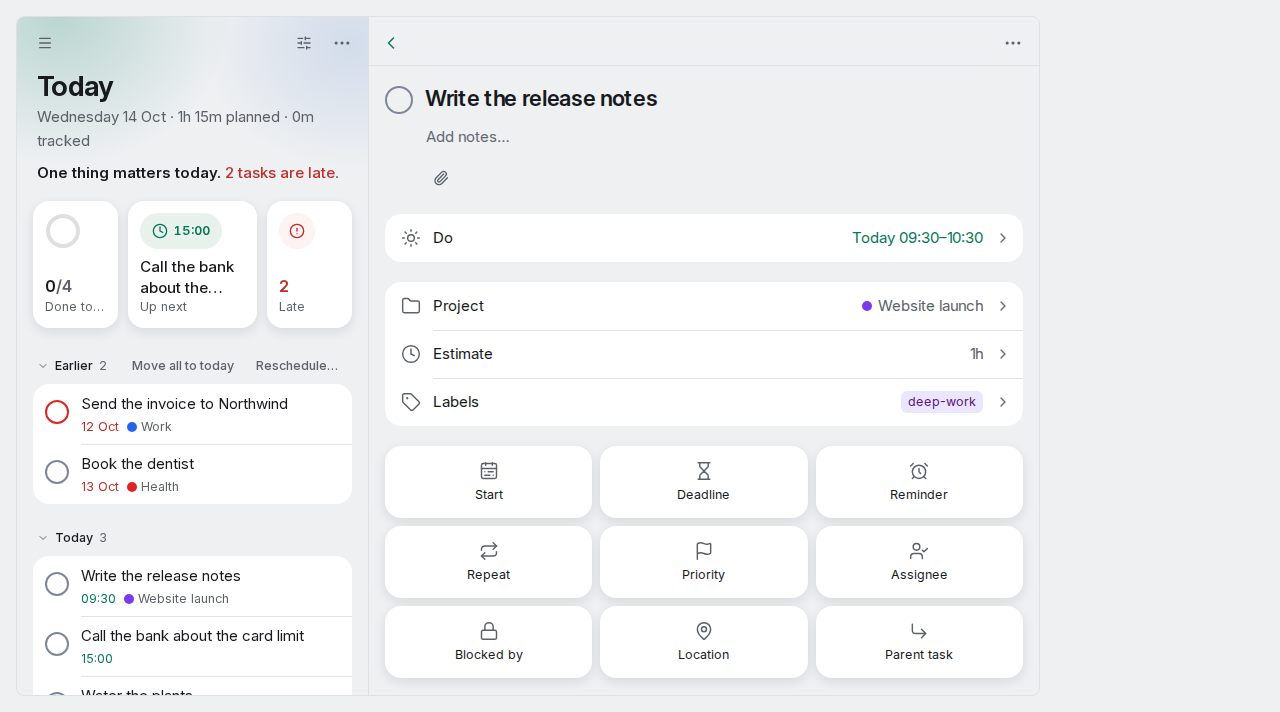 Today
Wednesday 14 Oct · 1h 15m planned · 0m
tracked
One thing matters today. 2 tasks are late.
0/4
Done to…
15:00
Call the bank
about the…
Up next
2
Late
Earlier 2 Move all to today Reschedule…
Send the invoice to Northwind
12 Oct Work
Book the dentist
13 Oct Health
Today 3
Write the release notes
09:30 Website launch
Call the bank about the card limit
15:00
Water the plants
Write the release notes
Add notes…
Do Today 09:30–10:30
Project Website launch
Estimate 1h
Labels deep-work
Start Deadline Reminder
Repeat Priority Assignee
Blocked by Location Parent task